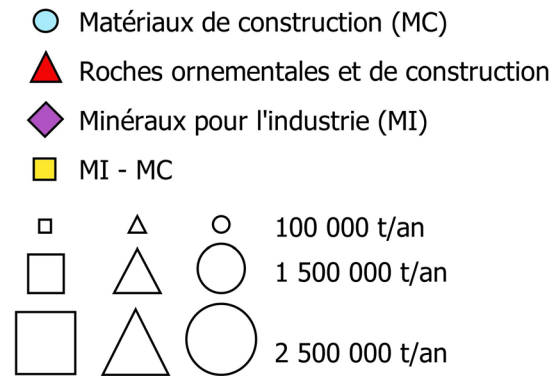 Matériaux de construction (MC)
Roches ornementales et de construction
Minéraux pour l'industrie (MI)
MI - MC
100 000 t/an
1 500 000 t/an
2 500 000 t/an